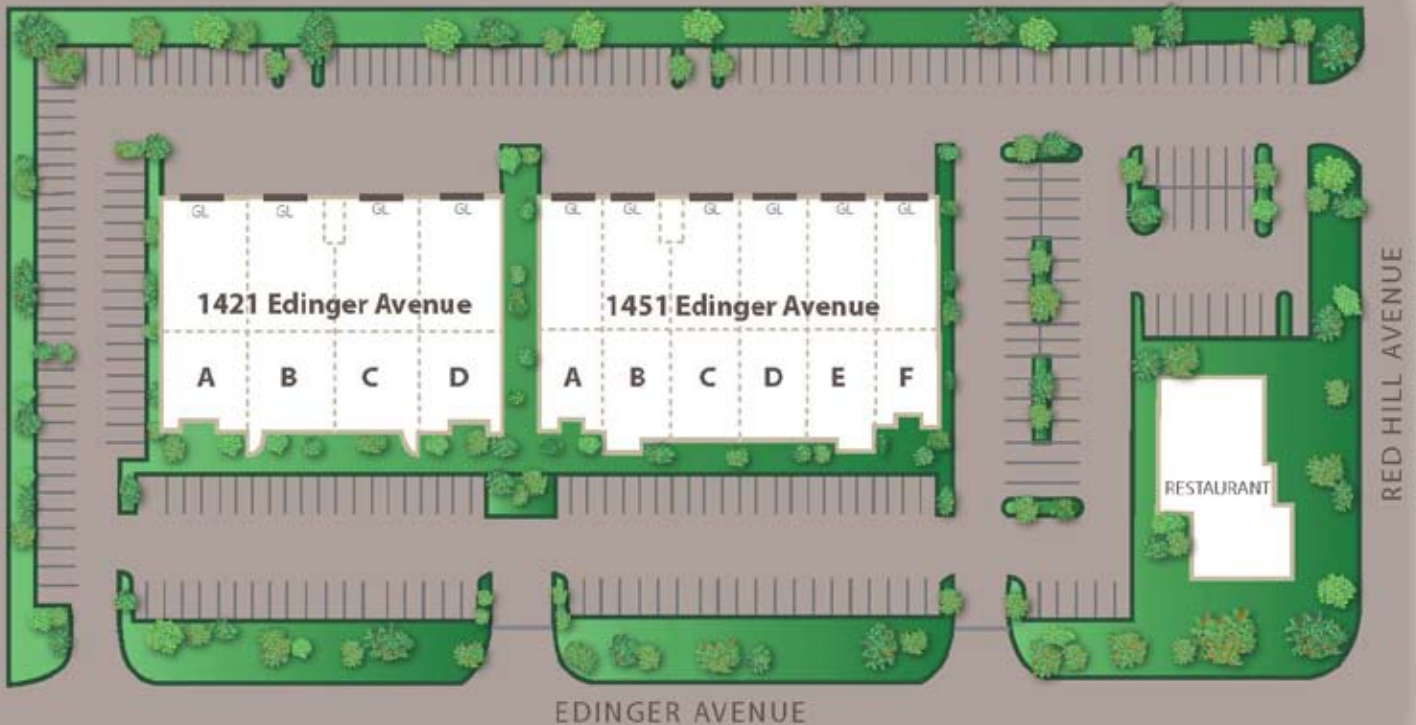 GL GL GL GL
GL GL GL GL GL GL
1421 Edinger Avenue
1451 Edinger Avenue
A B C D
A B C D E F
RESTAURANT
RED HILL AVENUE
EDINGER AVENUE